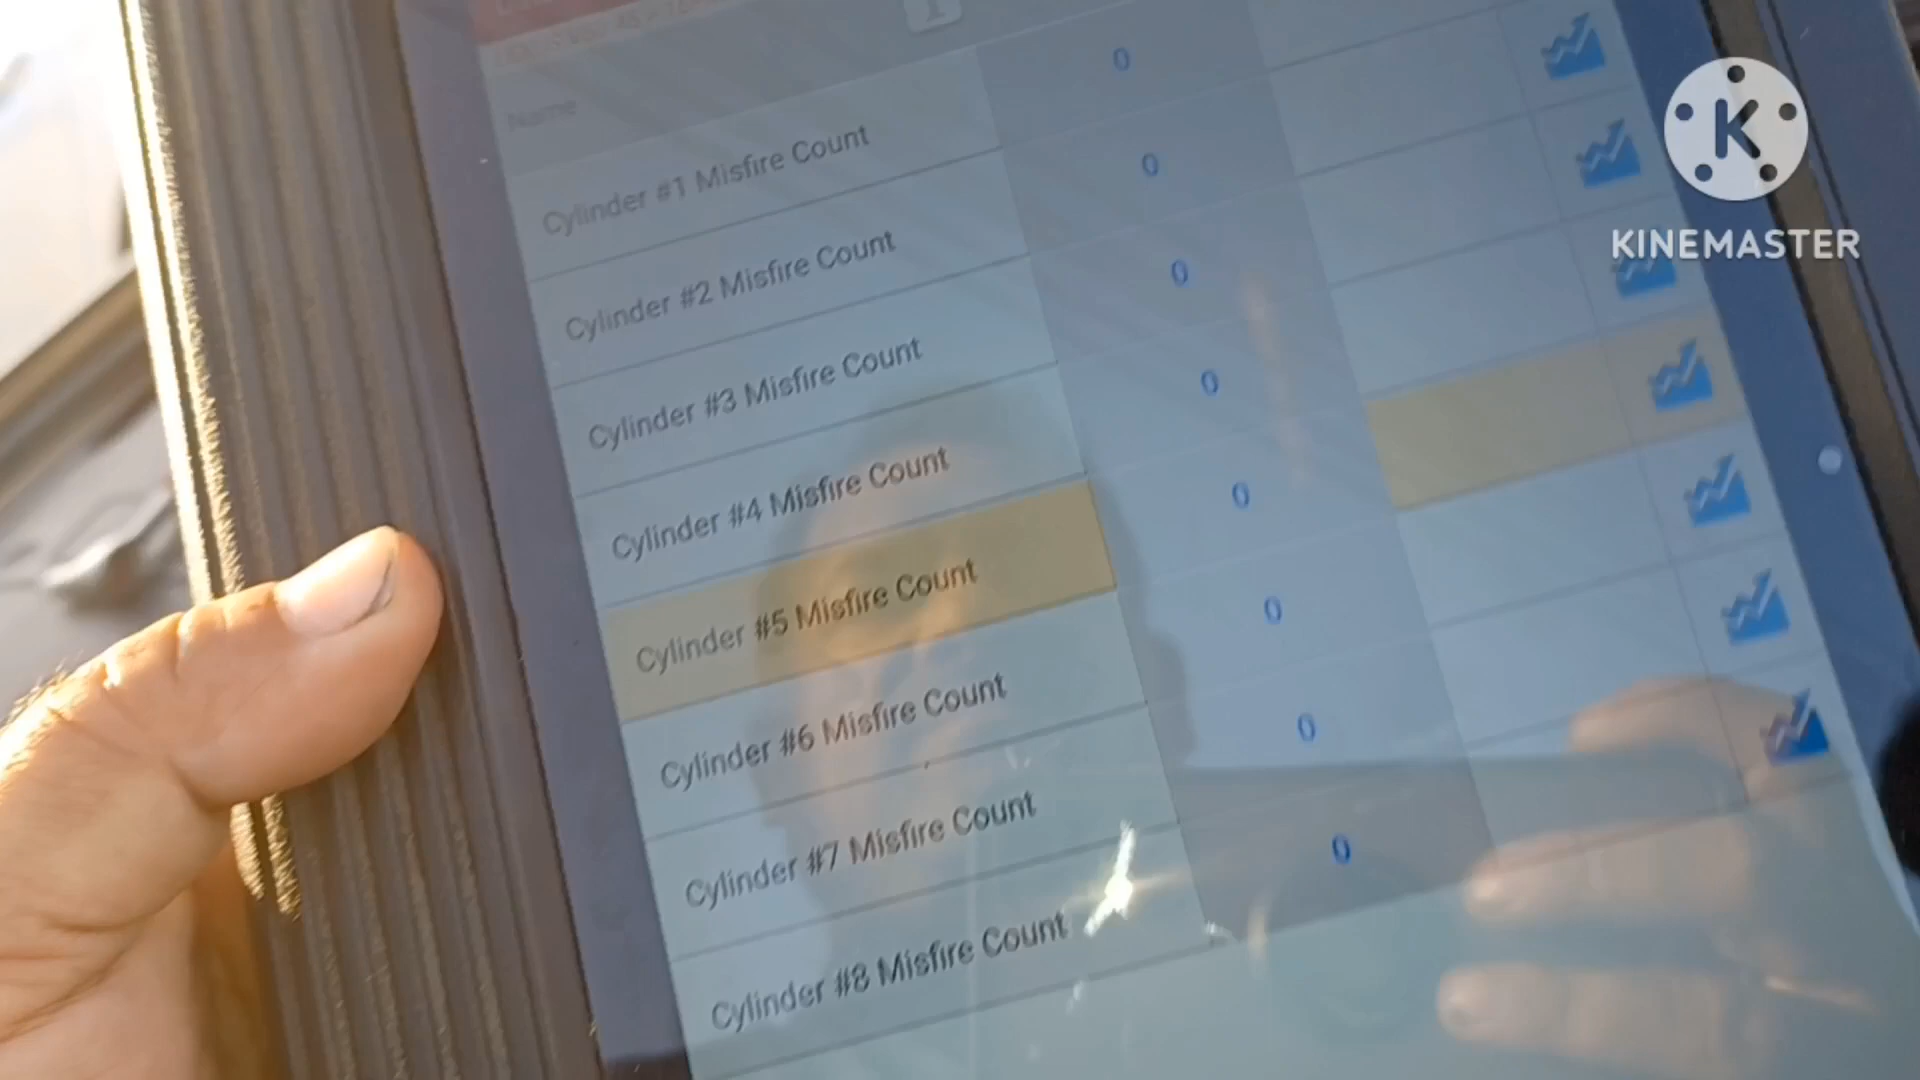 Name
Cylinder #1 Misfire Count 0
Cylinder #2 Misfire Count 0
Cylinder #3 Misfire Count 0
Cylinder #4 Misfire Count 0
Cylinder #5 Misfire Count 0
Cylinder #6 Misfire Count 0
Cylinder #7 Misfire Count 0
Cylinder #8 Misfire Count 0
K
KINEMASTER